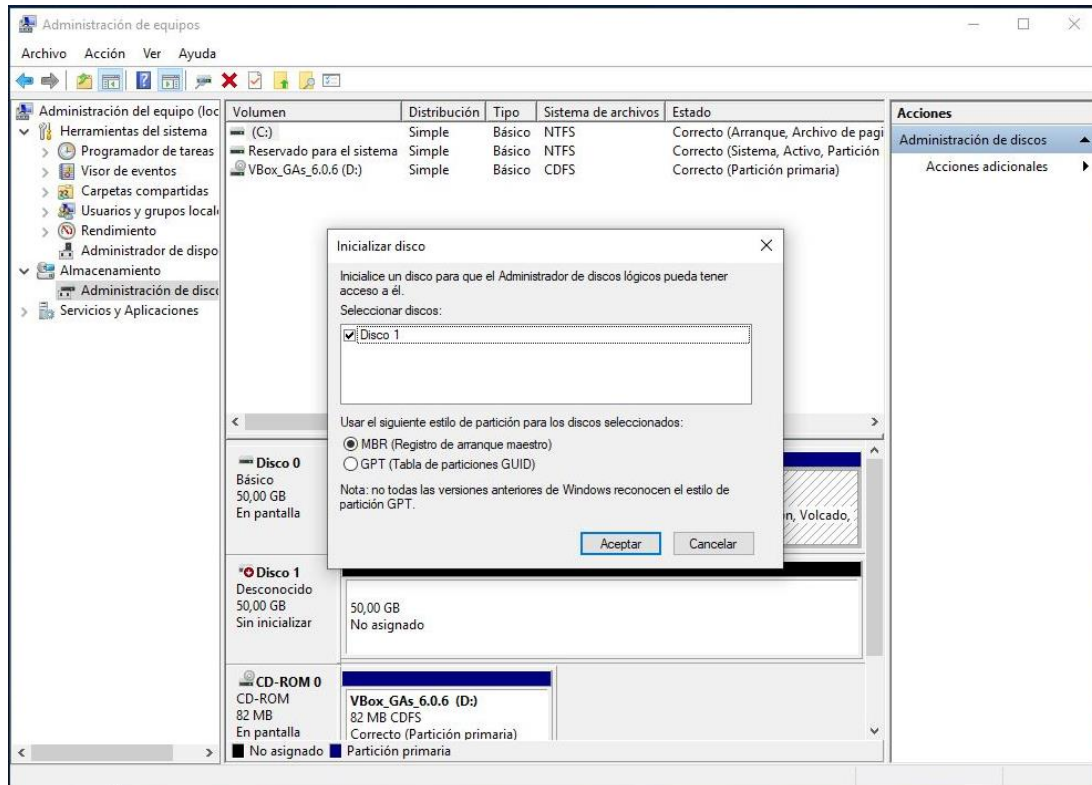 Administración de equipos
Archivo Acción Ver Ayuda
Administración del equipo (loc
Herramientas del sistema
Programador de tareas
Visor de eventos
Carpetas compartidas
Usuarios y grupos local
Rendimiento
Administrador de dispo
Almacenamiento
Administración de disc
Servicios y Aplicaciones
Volumen Distribución Tipo Sistema de archivos Estado
(C:) Simple Básico NTFS Correcto (Arranque, Archivo de pagi
Reservado para el sistema Simple Básico NTFS Correcto (Sistema, Activo, Partición
VBox_GAs_6.0.6 (D:) Simple Básico CDFS Correcto (Partición primaria)
Inicializar disco
Inicialice un disco para que el Administrador de discos lógicos pueda tener
acceso a él.
Seleccionar discos:
Disco 1
Usar el siguiente estilo de partición para los discos seleccionados:
MBR (Registro de arranque maestro)
GPT (Tabla de particiones GUID)
Nota: no todas las versiones anteriores de Windows reconocen el estilo de
partición GPT.
Aceptar Cancelar
Disco 0
Básico
50,00 GB
En pantalla
n, Volcado,
Disco 1
Desconocido
50,00 GB
Sin inicializar
50,00 GB
No asignado
CD-ROM 0
CD-ROM
82 MB
En pantalla
VBox_GAs_6.0.6 (D:)
82 MB CDFS
Correcto (Partición primaria)
No asignado Partición primaria
Acciones
Administración de discos
Acciones adicionales